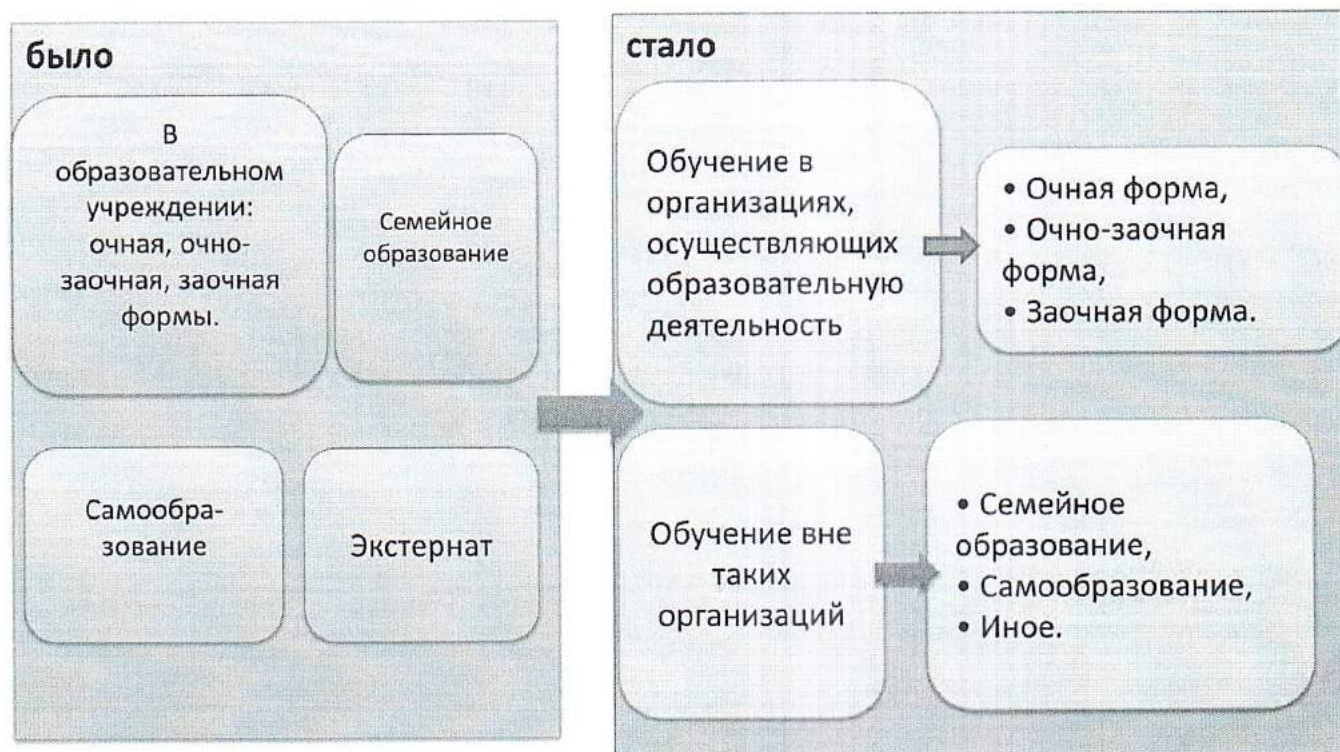 было
В
образовательном
учреждении:
очная, очно-
заочная, заочная
формы.
Семейное
образование
Самообра-
зование
Экстернат
стало
Обучение в
организациях,
осуществляющих
образовательную
деятельность
• Очная форма,
• Очно-заочная
форма,
• Заочная форма.
Обучение вне
таких
организаций
• Семейное
образование,
• Самообразование,
• Иное.